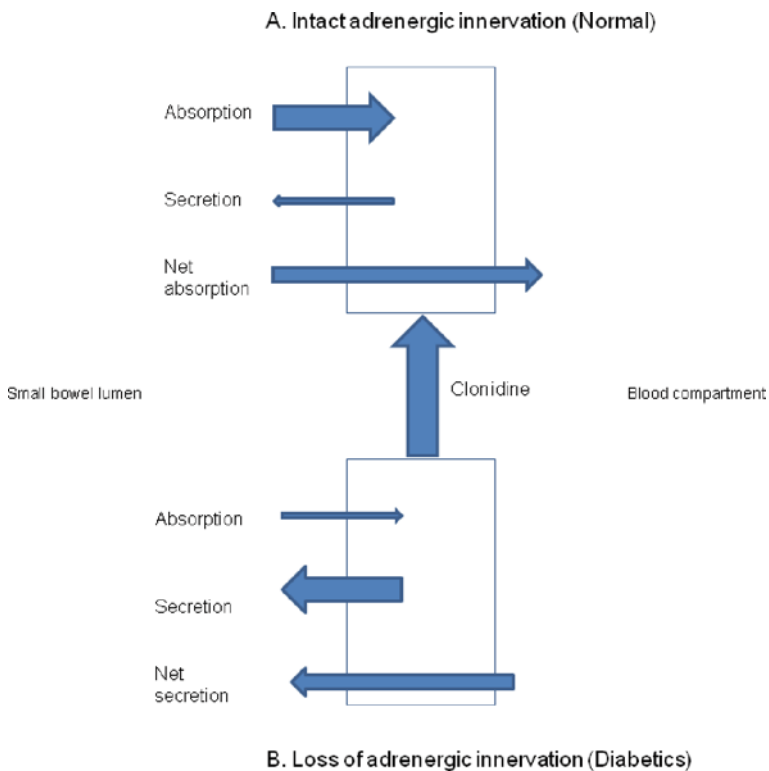 A. Intact adrenergic innervation (Normal)
Absorption
Secretion
Net
absorption
Small bowel lumen
Clonidine
Blood compartment
Absorption
Secretion
Net
secretion
B. Loss of adrenergic innervation (Diabetics)